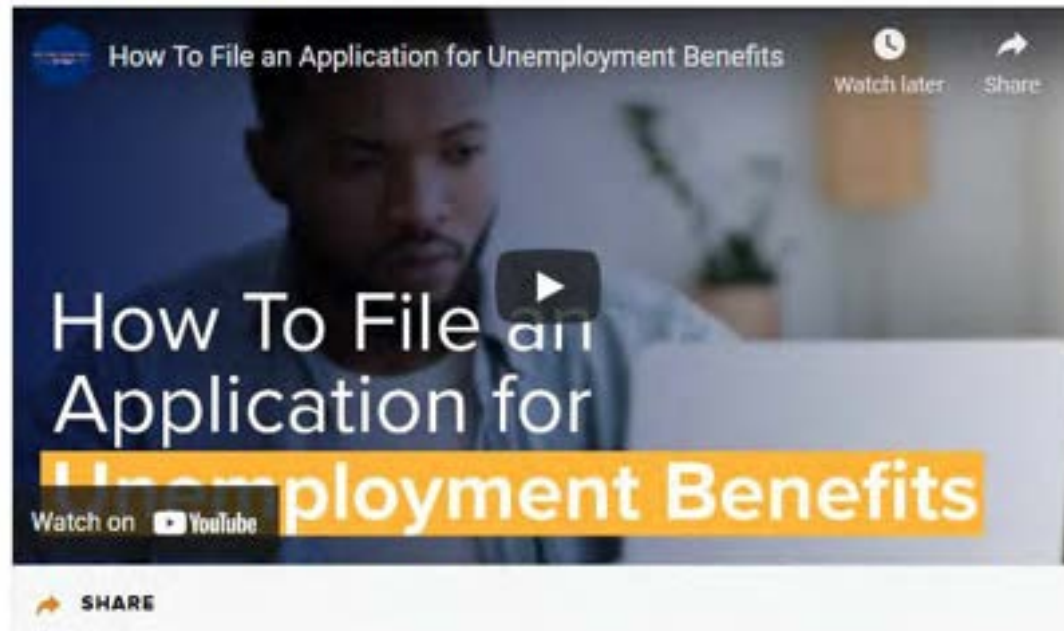 How To File an Application for Unemployment Benefits
Watch later
Share
How To File an
Application for
Unemployment Benefits
Watch on YouTube
SHARE